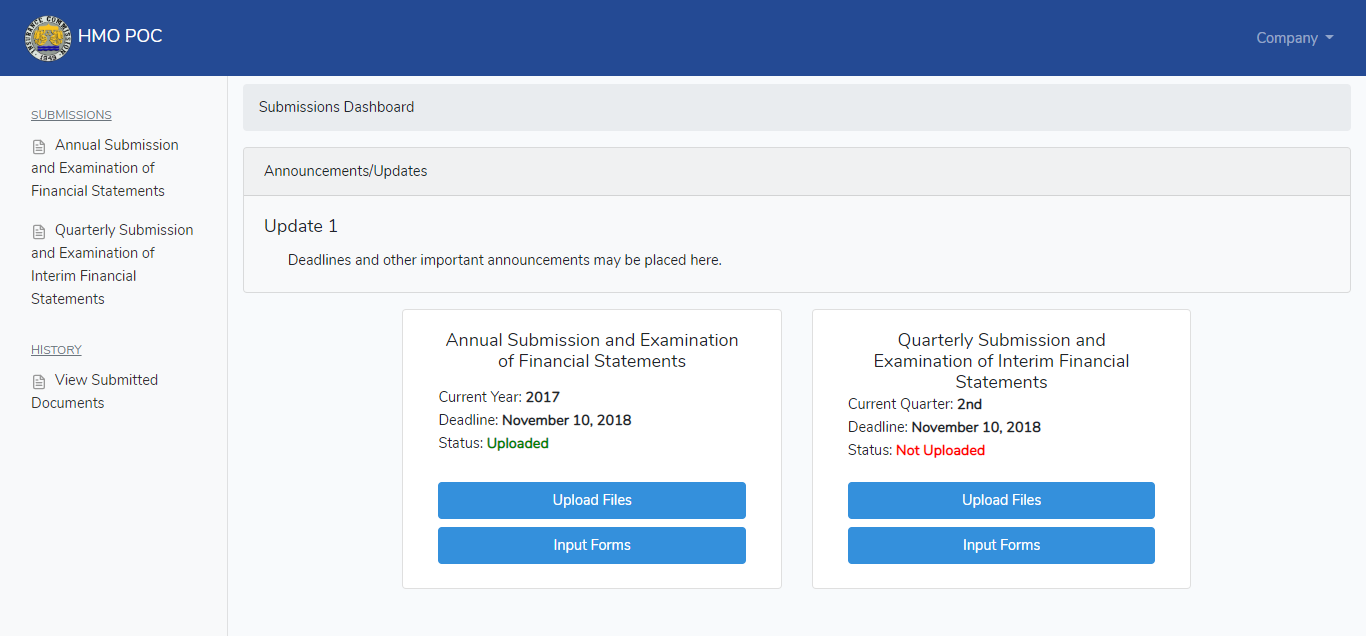 INSURANCE COMMISSION
1949
HMO POC
Company
SUBMISSIONS
Annual Submission
and Examination of
Financial Statements
Quarterly Submission
and Examination of
Interim Financial
Statements
HISTORY
View Submitted
Documents
Submissions Dashboard
Announcements/Updates
Update 1
Deadlines and other important announcements may be placed here.
Annual Submission and Examination
of Financial Statements
Current Year: 2017
Deadline: November 10, 2018
Status: Uploaded
Upload Files
Input Forms
Quarterly Submission and
Examination of Interim Financial
Statements
Current Quarter: 2nd
Deadline: November 10, 2018
Status: Not Uploaded
Upload Files
Input Forms